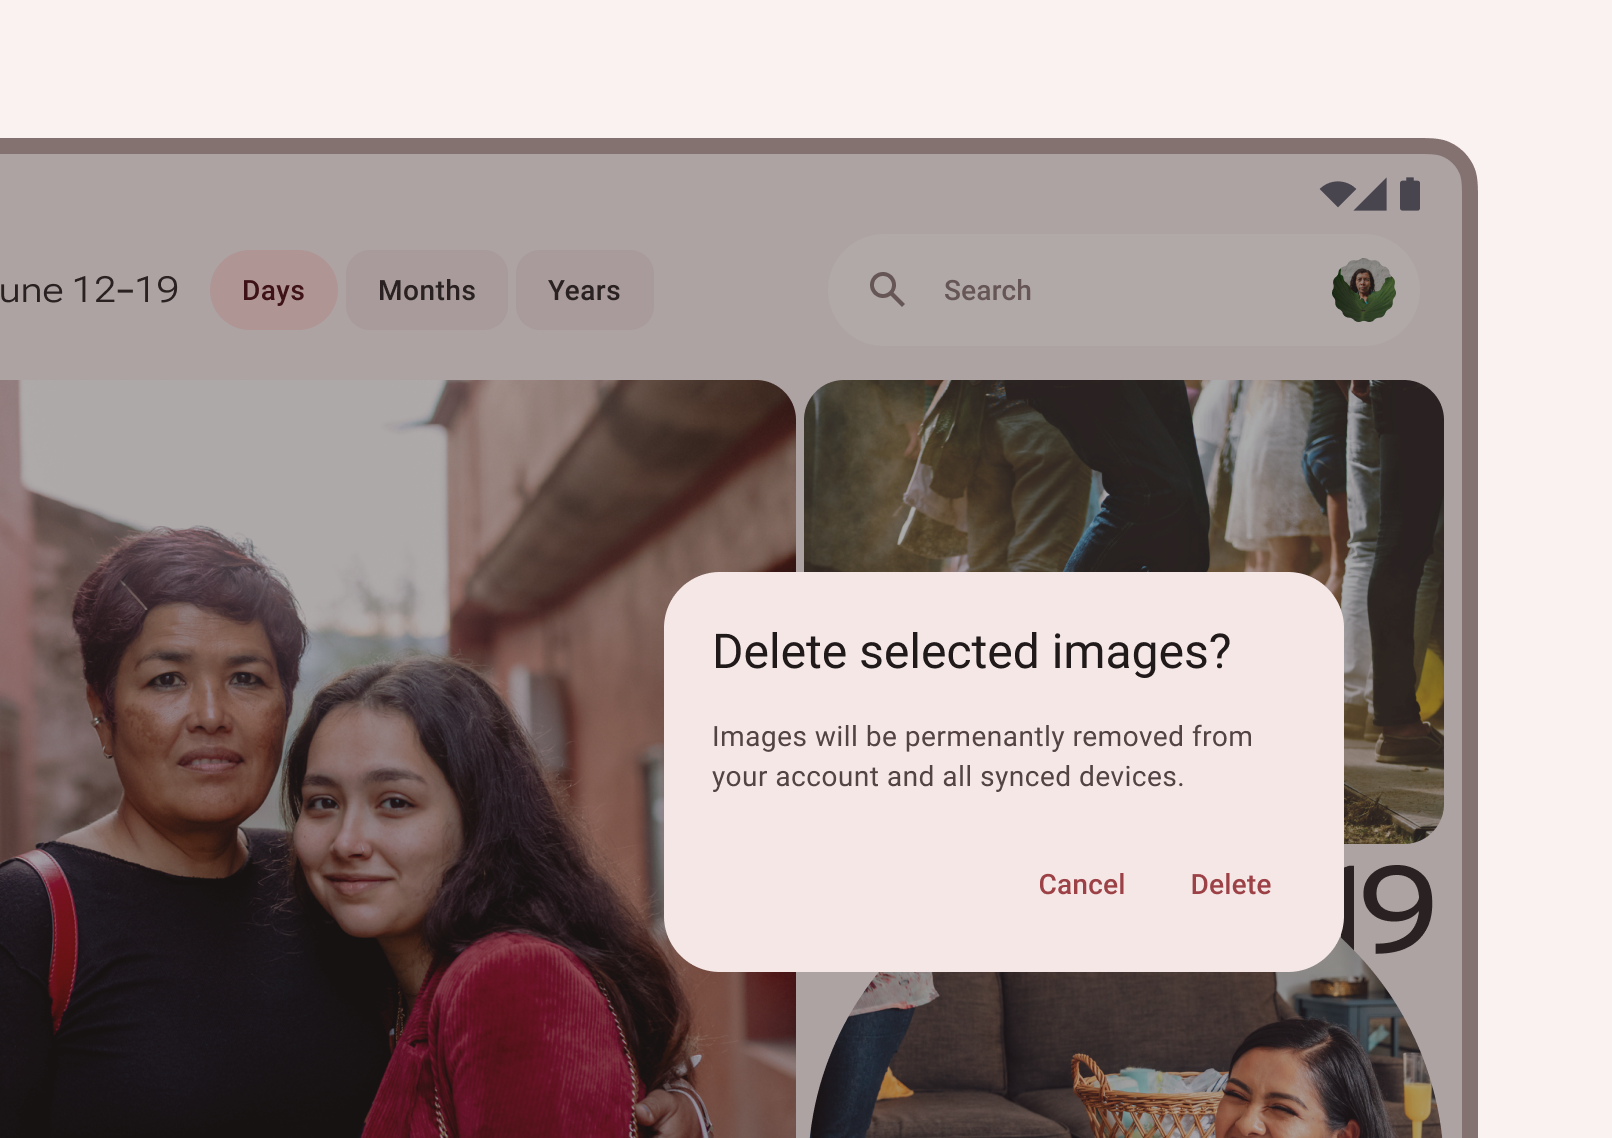 une 12–19
Days
Months
Years
Search
Delete selected images?
Images will be permenantly removed from
your account and all synced devices.
Cancel
Delete
19